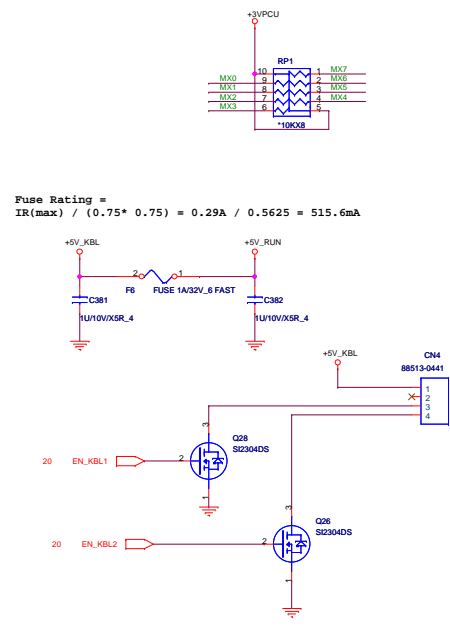 +3VPCU
RP1
10 1 MX7
MX0 9 2 MX6
MX1 8 3 MX5
MX2 7 4 MX4
MX3 6 5
*10KX8
Fuse Rating =
IR(max) / (0.75* 0.75) = 0.29A / 0.5625 = 515.6mA
+5V_KBL +5V_RUN
2 1
F6 FUSE 1A/32V_6 FAST
C381 C382
1U/10V/X5R_4 1U/10V/X5R_4
+5V_KBL CN4
88513-0441
1
2
3
4
3
Q28
SI2304DS
20 EN_KBL1 2
1
3
Q26
SI2304DS
20 EN_KBL2 2
1